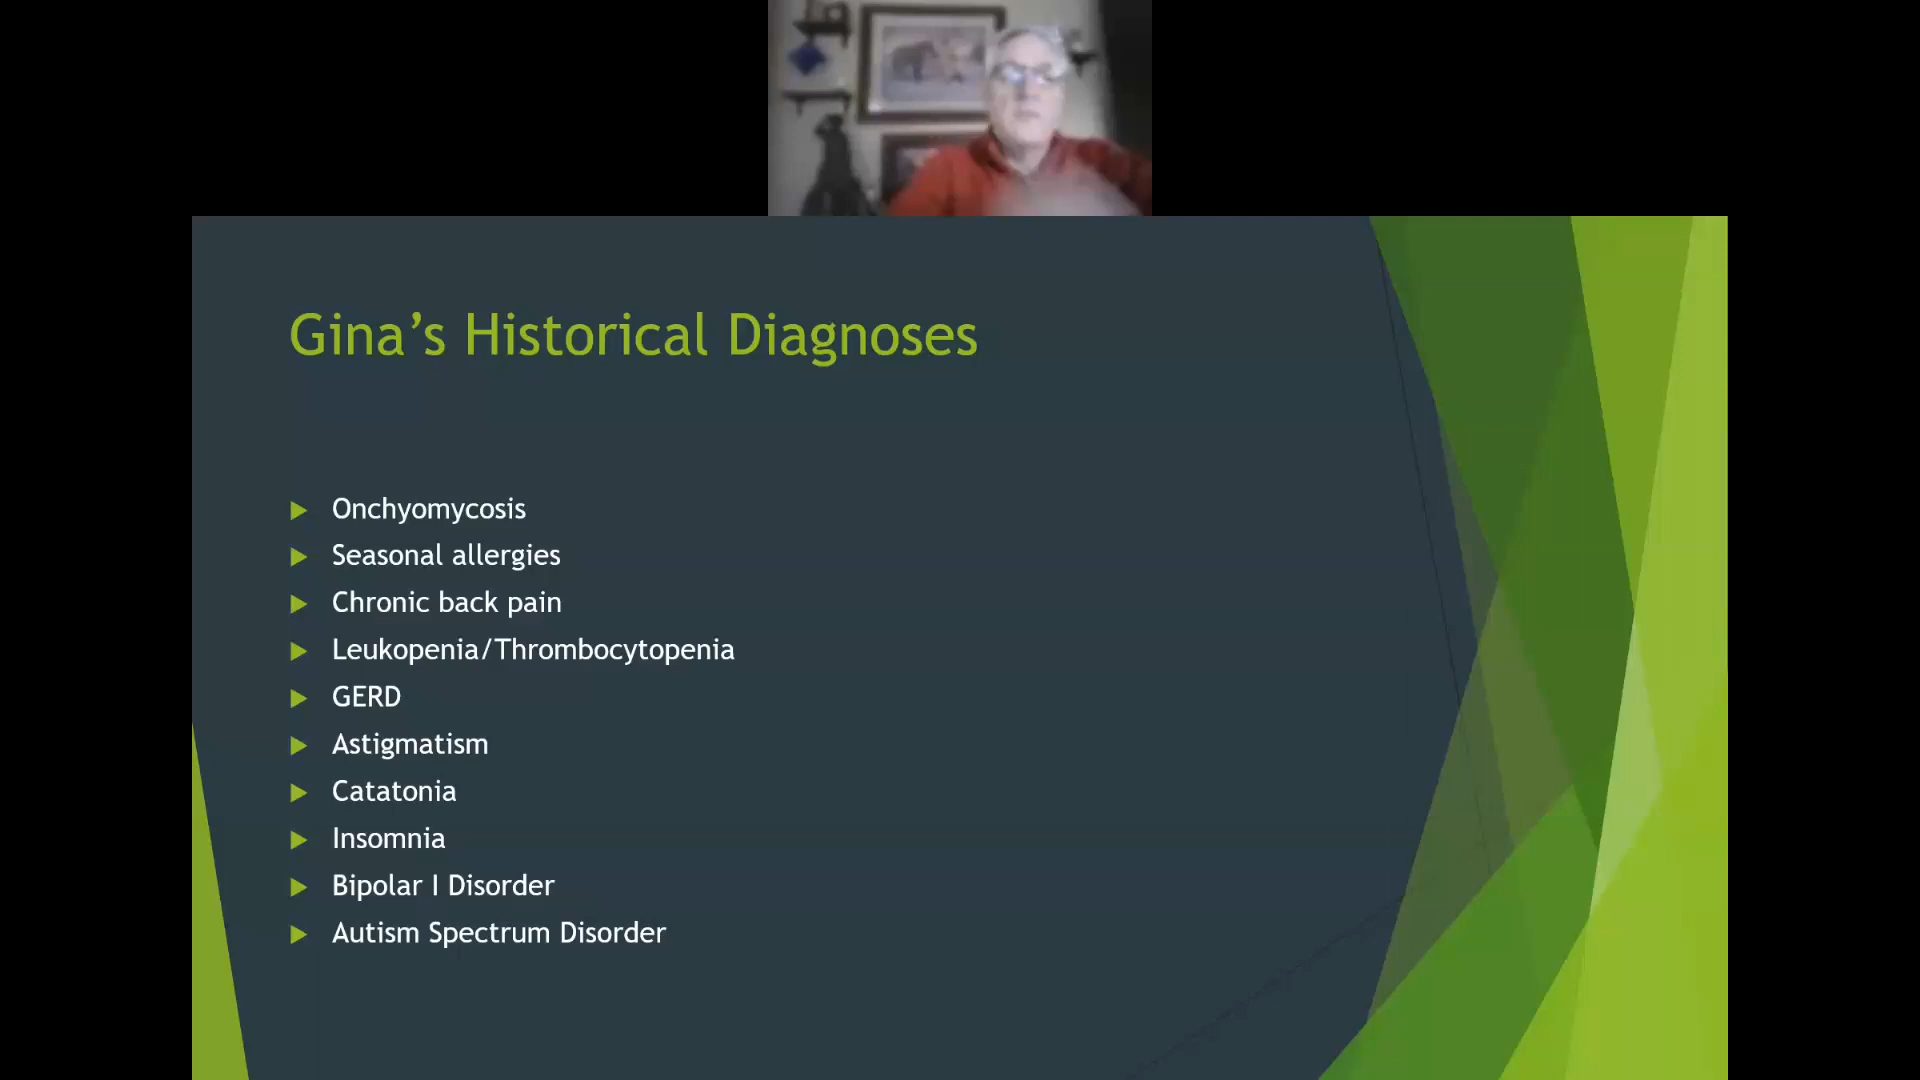 Gina’s Historical Diagnoses
Onchyomycosis
Seasonal allergies
Chronic back pain
Leukopenia/Thrombocytopenia
GERD
Astigmatism
Catatonia
Insomnia
Bipolar I Disorder
Autism Spectrum Disorder